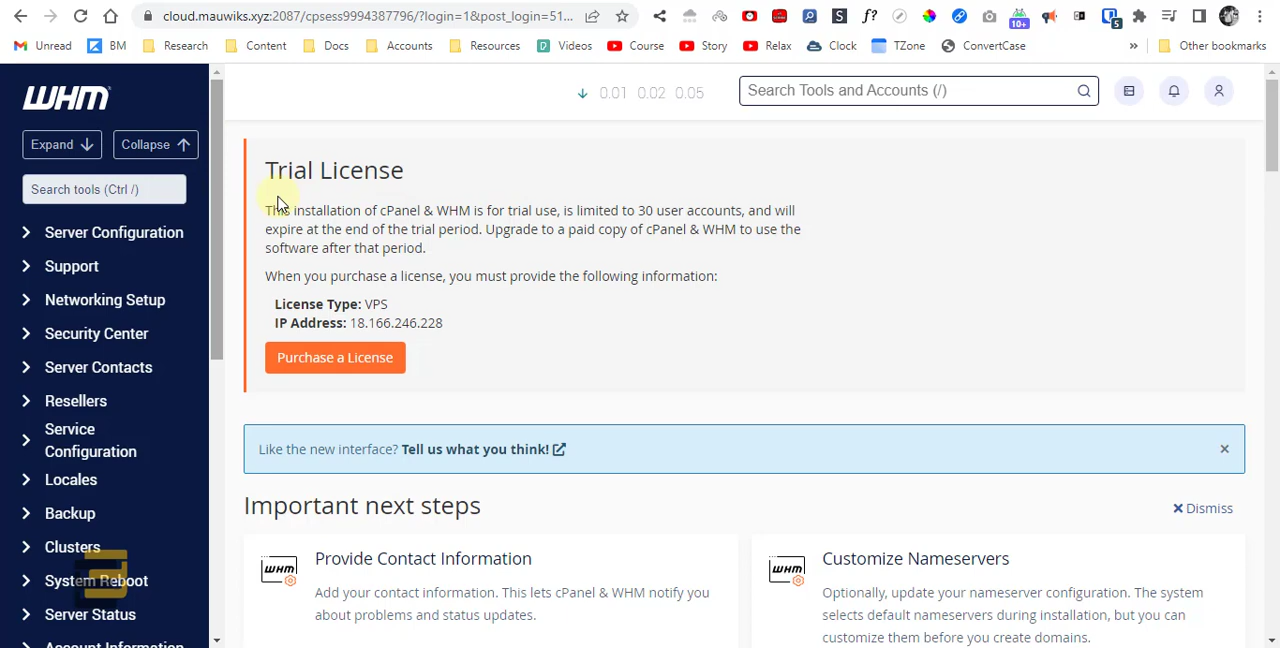 cloud.mauwiks.xyz:2087/cpsess9994387796/?login=1&post_login=51...
10+
5
Unread BM Research Content Docs Accounts Resources Videos Course Story Relax Clock TZone ConvertCase » Other bookmarks
WHM
Expand
Collapse
Search tools (Ctrl /)
Server Configuration
Support
Networking Setup
Security Center
Server Contacts
Resellers
Service
Configuration
Locales
Backup
Clusters
System Reboot
Server Status
Account Information
0.01 0.02 0.05
Search Tools and Accounts (/)
Trial License
This installation of cPanel & WHM is for trial use, is limited to 30 user accounts, and will
expire at the end of the trial period. Upgrade to a paid copy of cPanel & WHM to use the
software after that period.
When you purchase a license, you must provide the following information:
License Type: VPS
IP Address: 18.166.246.228
Purchase a License
Like the new interface? Tell us what you think!
×
Important next steps
Dismiss
WHM
Provide Contact Information
Add your contact information. This lets cPanel & WHM notify you
about problems and status updates.
WHM
Customize Nameservers
Optionally, update your nameserver configuration. The system
selects default nameservers during installation, but you can
customize them before you create domains.